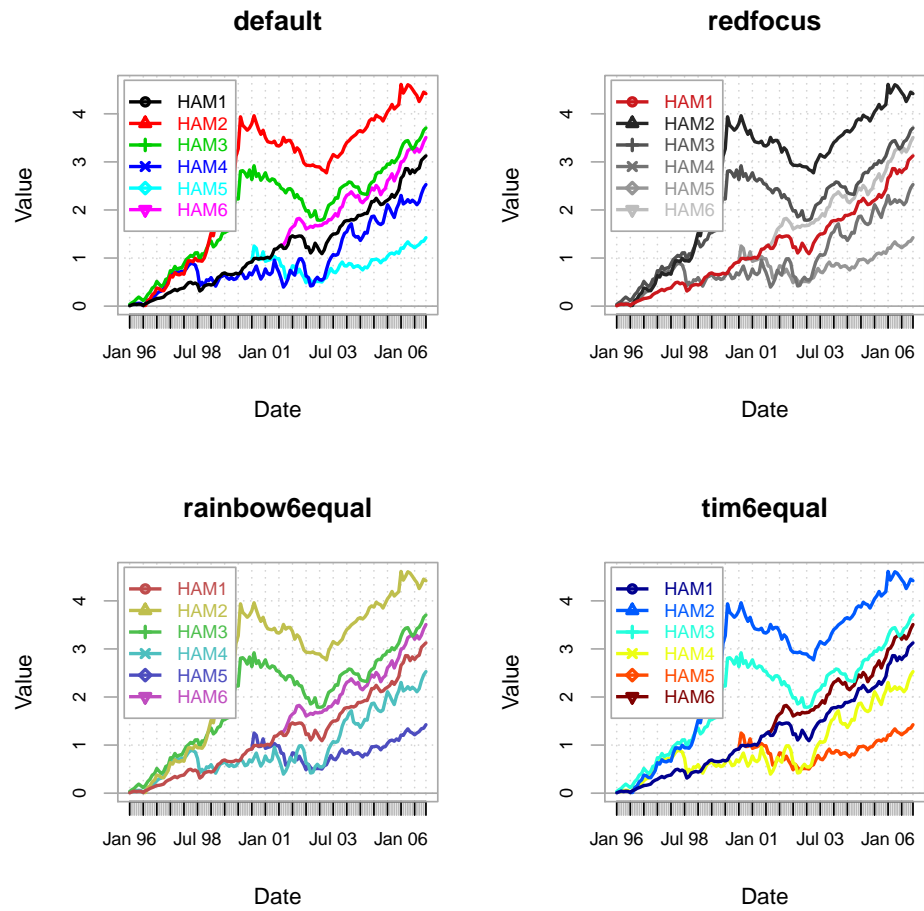 default
HAM1
HAM2
HAM3
HAM4
HAM5
HAM6
Value
0
1
2
3
4
Jan 96
Jul 98
Jan 01
Jul 03
Jan 06
Date
redfocus
HAM1
HAM2
HAM3
HAM4
HAM5
HAM6
Value
0
1
2
3
4
Jan 96
Jul 98
Jan 01
Jul 03
Jan 06
Date
rainbow6equal
HAM1
HAM2
HAM3
HAM4
HAM5
HAM6
Value
0
1
2
3
4
Jan 96
Jul 98
Jan 01
Jul 03
Jan 06
Date
tim6equal
HAM1
HAM2
HAM3
HAM4
HAM5
HAM6
Value
0
1
2
3
4
Jan 96
Jul 98
Jan 01
Jul 03
Jan 06
Date